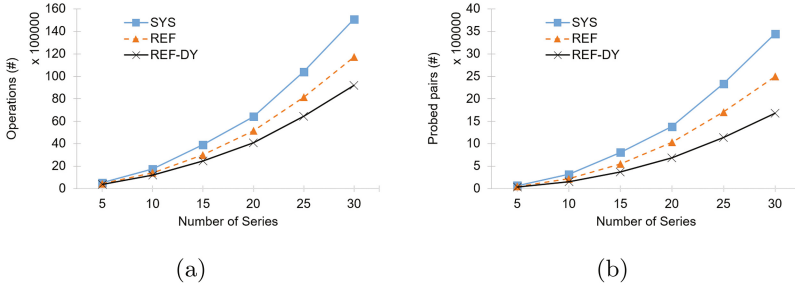 160
140
120
100
80
60
40
20
0
x 100000
Operations (#)
SYS
REF
REF-DY
5 10 15 20 25 30
Number of Series
(a)
40
35
30
25
20
15
10
5
0
x 100000
Probed pairs (#)
SYS
REF
REF-DY
5 10 15 20 25 30
Number of Series
(b)